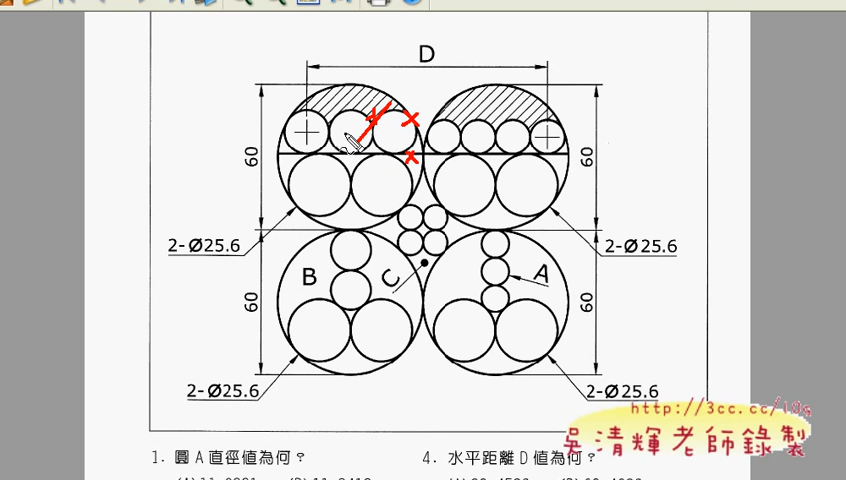 D
60
60
2-Ø25.6
2-Ø25.6
B
C
A
60
60
2-Ø25.6
2-Ø25.6
http://3cc.cc/18g
吳清輝老師錄製
1. 圓A直徑值為何？
4. 水平距離D值為何？